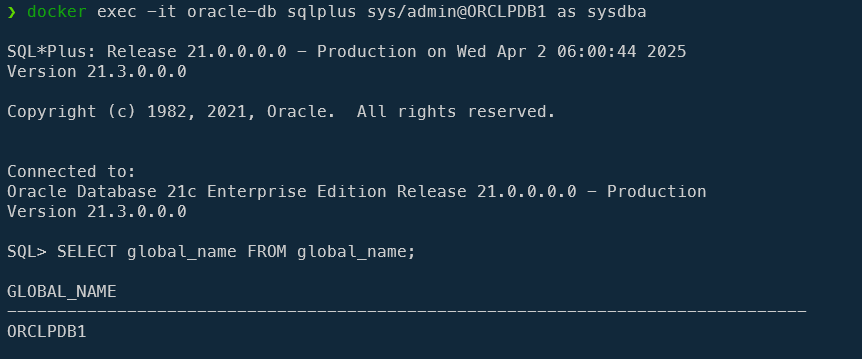 ❯ docker exec -it oracle-db sqlplus sys/admin@ORCLPDB1 as sysdba
SQL*Plus: Release 21.0.0.0.0 - Production on Wed Apr 2 06:00:44 2025
Version 21.3.0.0.0
Copyright (c) 1982, 2021, Oracle.  All rights reserved.
Connected to:
Oracle Database 21c Enterprise Edition Release 21.0.0.0.0 - Production
Version 21.3.0.0.0
SQL> SELECT global_name FROM global_name;
GLOBAL_NAME
--------------------------------------------------------------------------------
ORCLPDB1